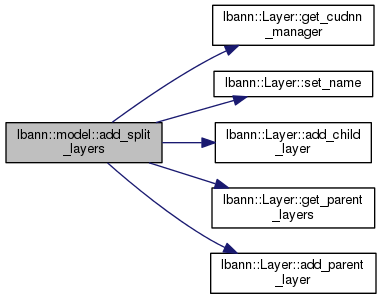 lbann::Layer::get_cudnn
_manager
lbann::Layer::set_name
lbann::model::add_split
_layers
lbann::Layer::add_child
_layer
lbann::Layer::get_parent
_layers
lbann::Layer::add_parent
_layer